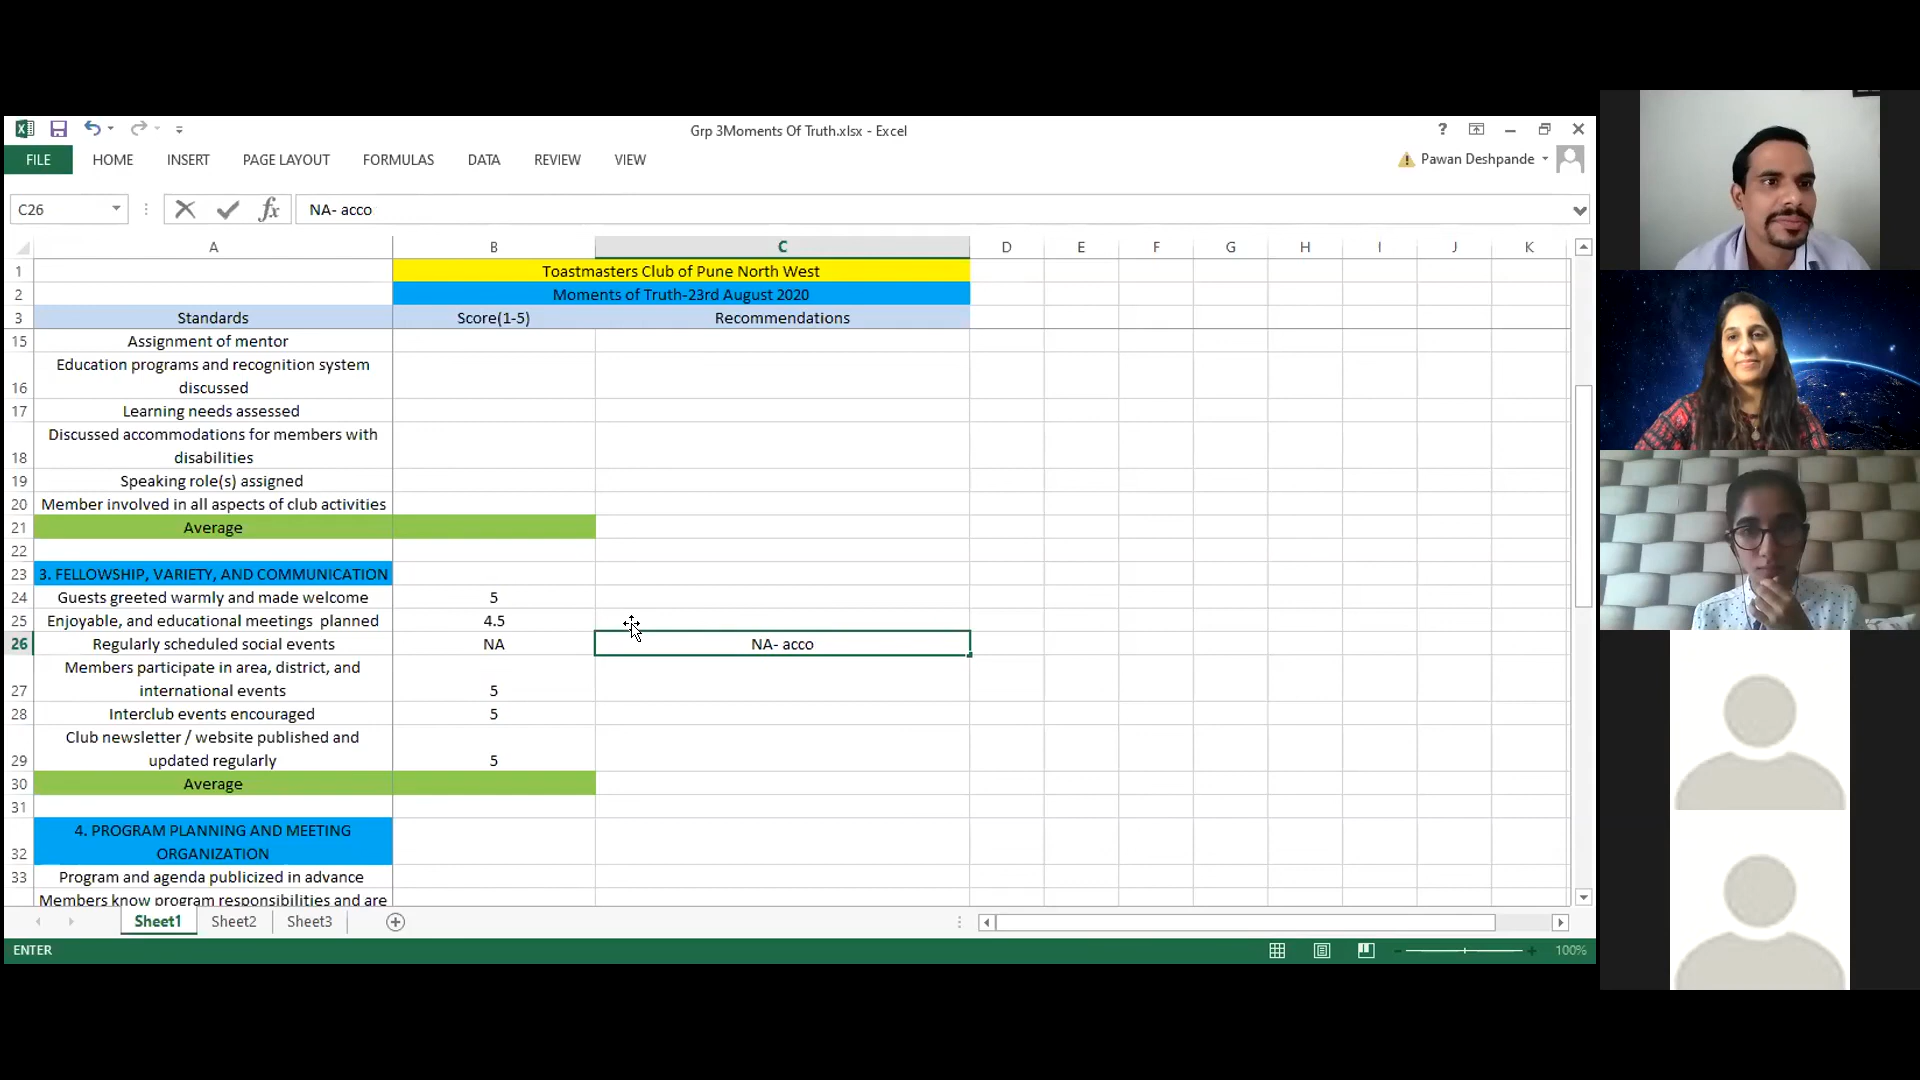 Grp 3Moments Of Truth.xlsx - Excel
?
FILE HOME INSERT PAGE LAYOUT FORMULAS DATA REVIEW VIEW
Pawan Deshpande
C26
fx
NA- acco
A B C D E F G H I J K
1 Toastmasters Club of Pune North West
2 Moments of Truth-23rd August 2020
3 Standards Score(1-5) Recommendations
15 Assignment of mentor
Education programs and recognition system
16 discussed
17 Learning needs assessed
Discussed accommodations for members with
18 disabilities
19 Speaking role(s) assigned
20 Member involved in all aspects of club activities
21 Average
22
23 3. FELLOWSHIP, VARIETY, AND COMMUNICATION
24 Guests greeted warmly and made welcome 5
25 Enjoyable, and educational meetings planned 4.5
26 Regularly scheduled social events NA NA- acco
Members participate in area, district, and
27 international events 5
28 Interclub events encouraged 5
Club newsletter / website published and
29 updated regularly 5
30 Average
31
4. PROGRAM PLANNING AND MEETING
32 ORGANIZATION
33 Program and agenda publicized in advance
Members know program responsibilities and are
Sheet1 Sheet2 Sheet3
ENTER
100%